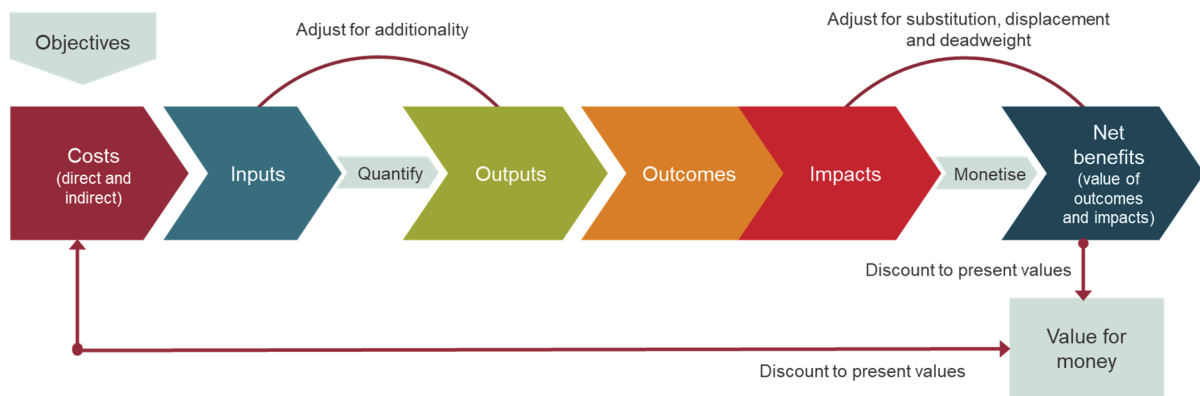 Objectives
Adjust for additionality
Adjust for substitution, displacement
and deadweight
Costs
(direct and
indirect)
Inputs
Quantify
Outputs
Outcomes
Impacts
Monetise
Net
benefits
(value of
outcomes
and impacts)
Discount to present values
Value for
money
Discount to present values